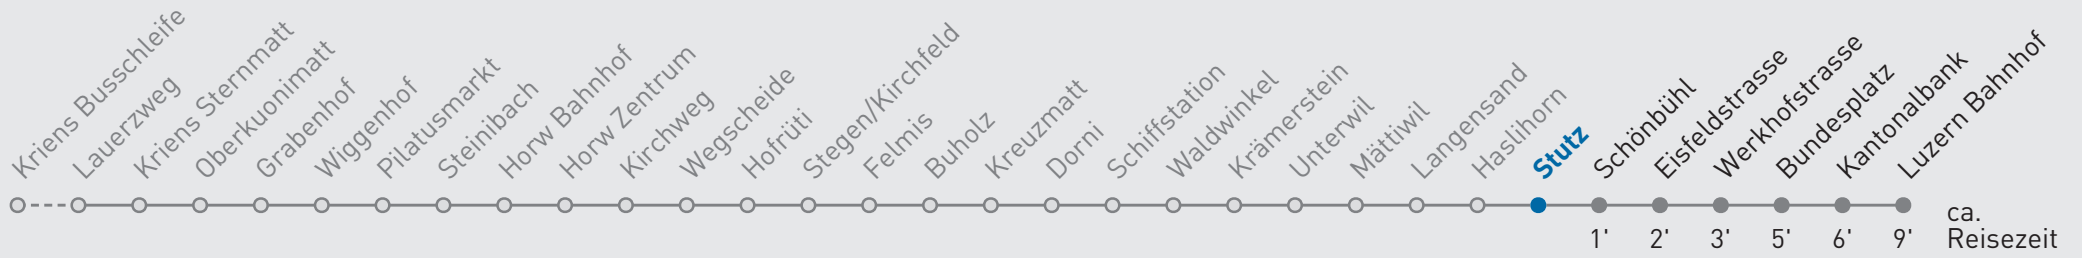 Kriens Busschleife
Lauerzweg
Kriens Sternmatt
Oberkuonimatt
Grabenhof
Wiggenhof
Pilatusmarkt
Steinibach
Horw Bahnhof
Horw Zentrum
Kirchweg
Wegscheide
Hofrüti
Stegen/Kirchfeld
Felmis
Buholz
Kreuzmatt
Dorni
Schiffstation
Waldwinkel
Krämerstein
Unterwil
Mättiwil
Langensand
Haslihorn
Stutz
Schönbühl
Eisfeldstrasse
Werkhofstrasse
Bundesplatz
Kantonalbank
Luzern Bahnhof
ca.
1' 2' 3' 5' 6' 9' Reisezeit